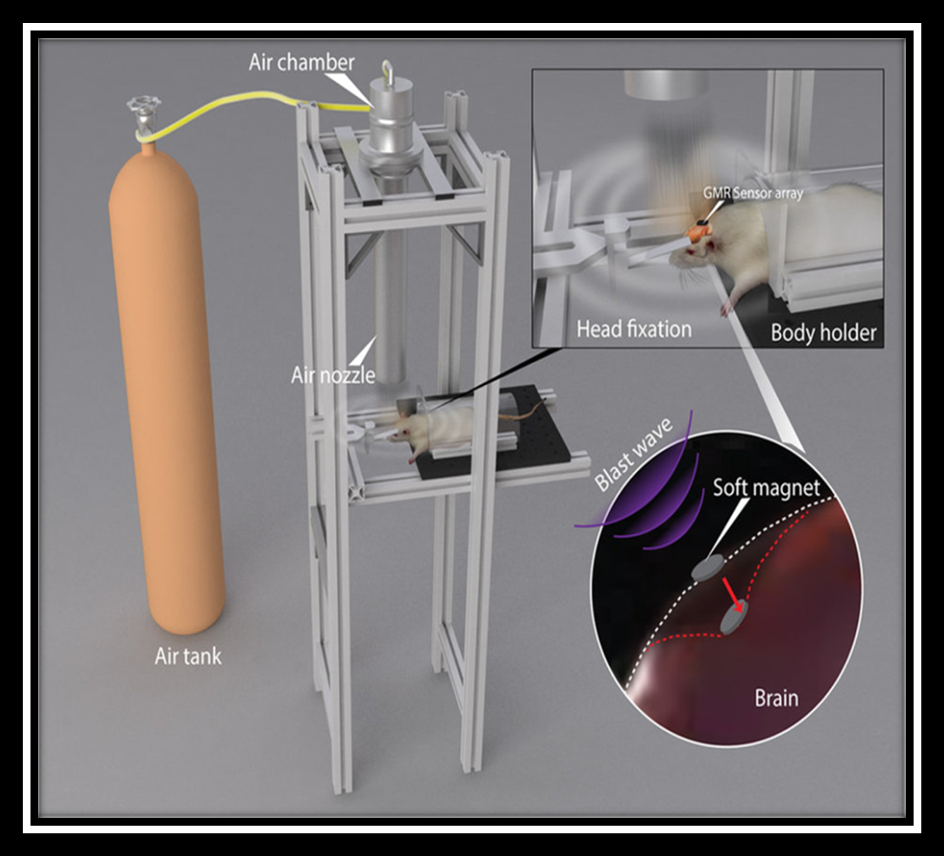 Air chamber
GMR Sensor array
Head fixation
Body holder
Air nozzle
Blast wave
Soft magnet
Air tank
Brain